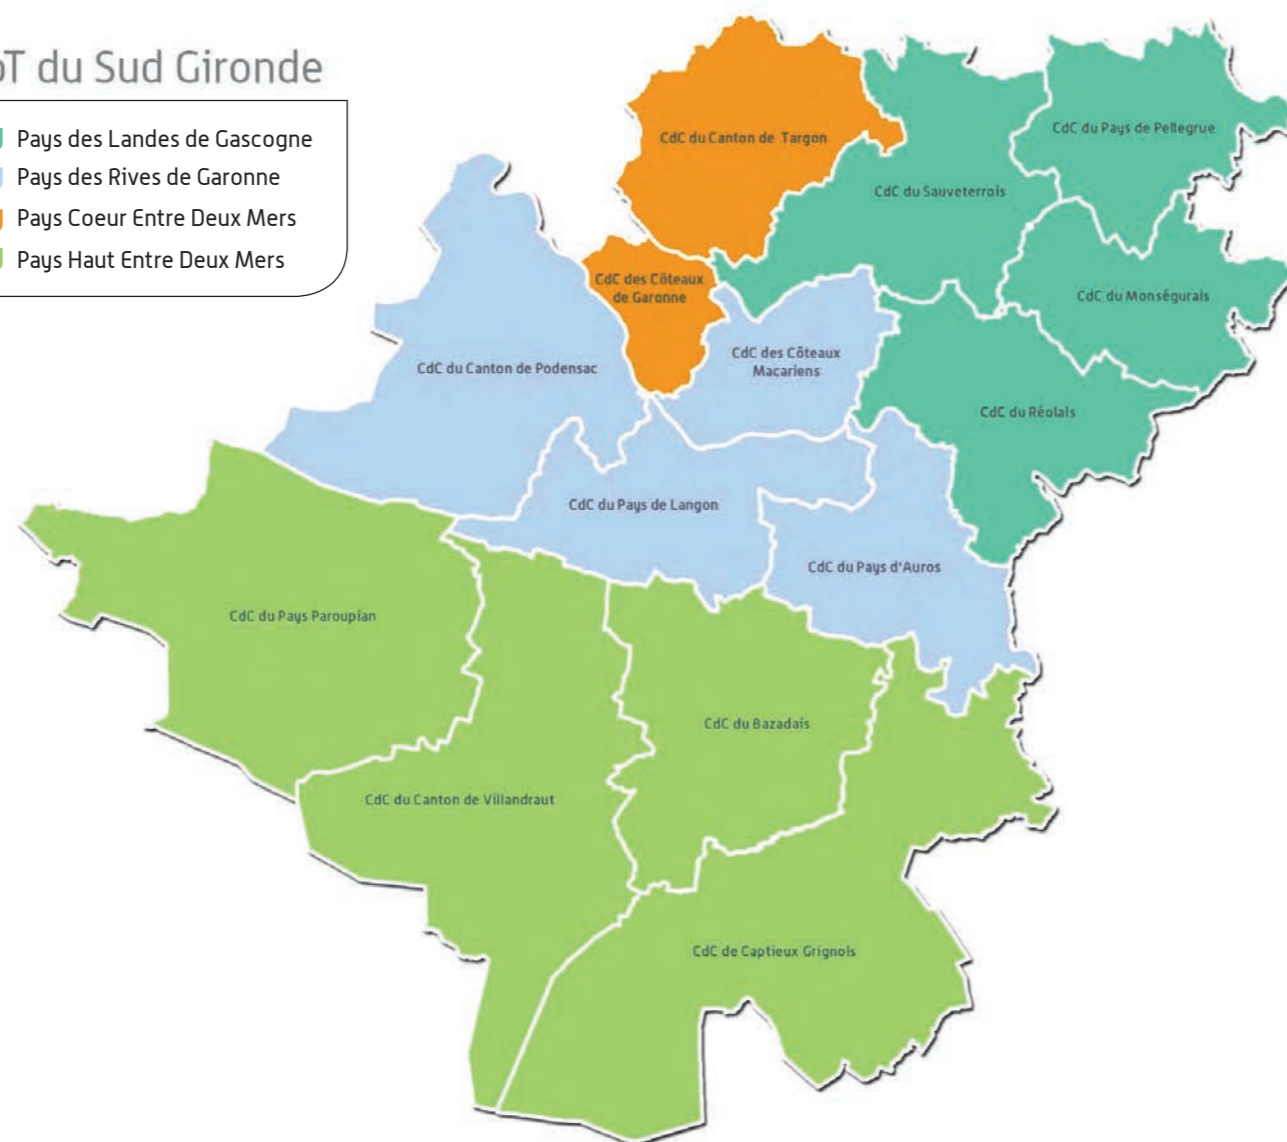 oT du Sud Gironde
Pays des Landes de Gascogne
Pays des Rives de Garonne
Pays Coeur Entre Deux Mers
Pays Haut Entre Deux Mers
CdC du Canton de Targon
CdC du Pays de Pellegrue
CdC du Sauveterrois
CdC des Côteaux
de Garonne
CdC du Monségurais
CdC du Canton de Podensac
CdC des Côteaux
Macariens
CdC du Réolais
CdC du Pays de Langon
CdC du Pays d'Auros
CdC du Pays Paroupian
CdC du Bazadais
CdC du Canton de Villandraut
CdC de Captieux Grignols